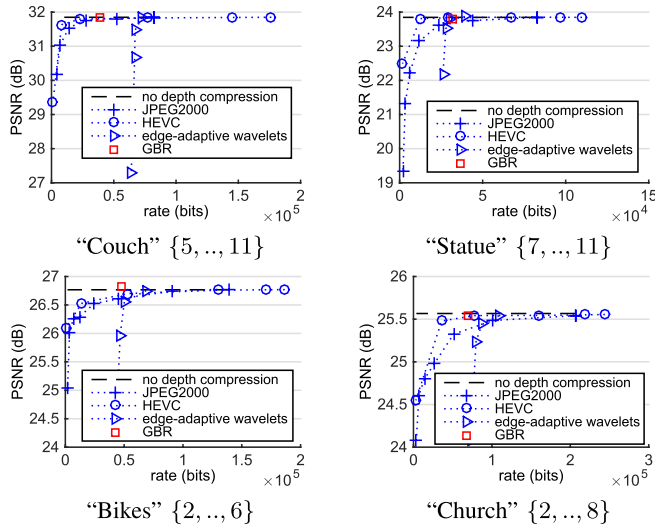 32
31
30
29
28
27
PSNR (dB)
no depth compression
JPEG2000
HEVC
edge-adaptive wavelets
GBR
0 0.5 1 1.5 2
rate (bits)
×10^5
"Couch" {5, .., 11}
24
23
22
21
20
19
PSNR (dB)
no depth compression
JPEG2000
HEVC
edge-adaptive wavelets
GBR
0 5 10 15
rate (bits)
×10^4
"Statue" {7, .., 11}
27
26.5
26
25.5
25
24.5
24
PSNR (dB)
no depth compression
JPEG2000
HEVC
edge-adaptive wavelets
GBR
0 0.5 1 1.5 2
rate (bits)
×10^5
"Bikes" {2, .., 6}
26
25.5
25
24.5
24
PSNR (dB)
no depth compression
JPEG2000
HEVC
edge-adaptive wavelets
GBR
0 1 2 3
rate (bits)
×10^5
"Church" {2, .., 8}